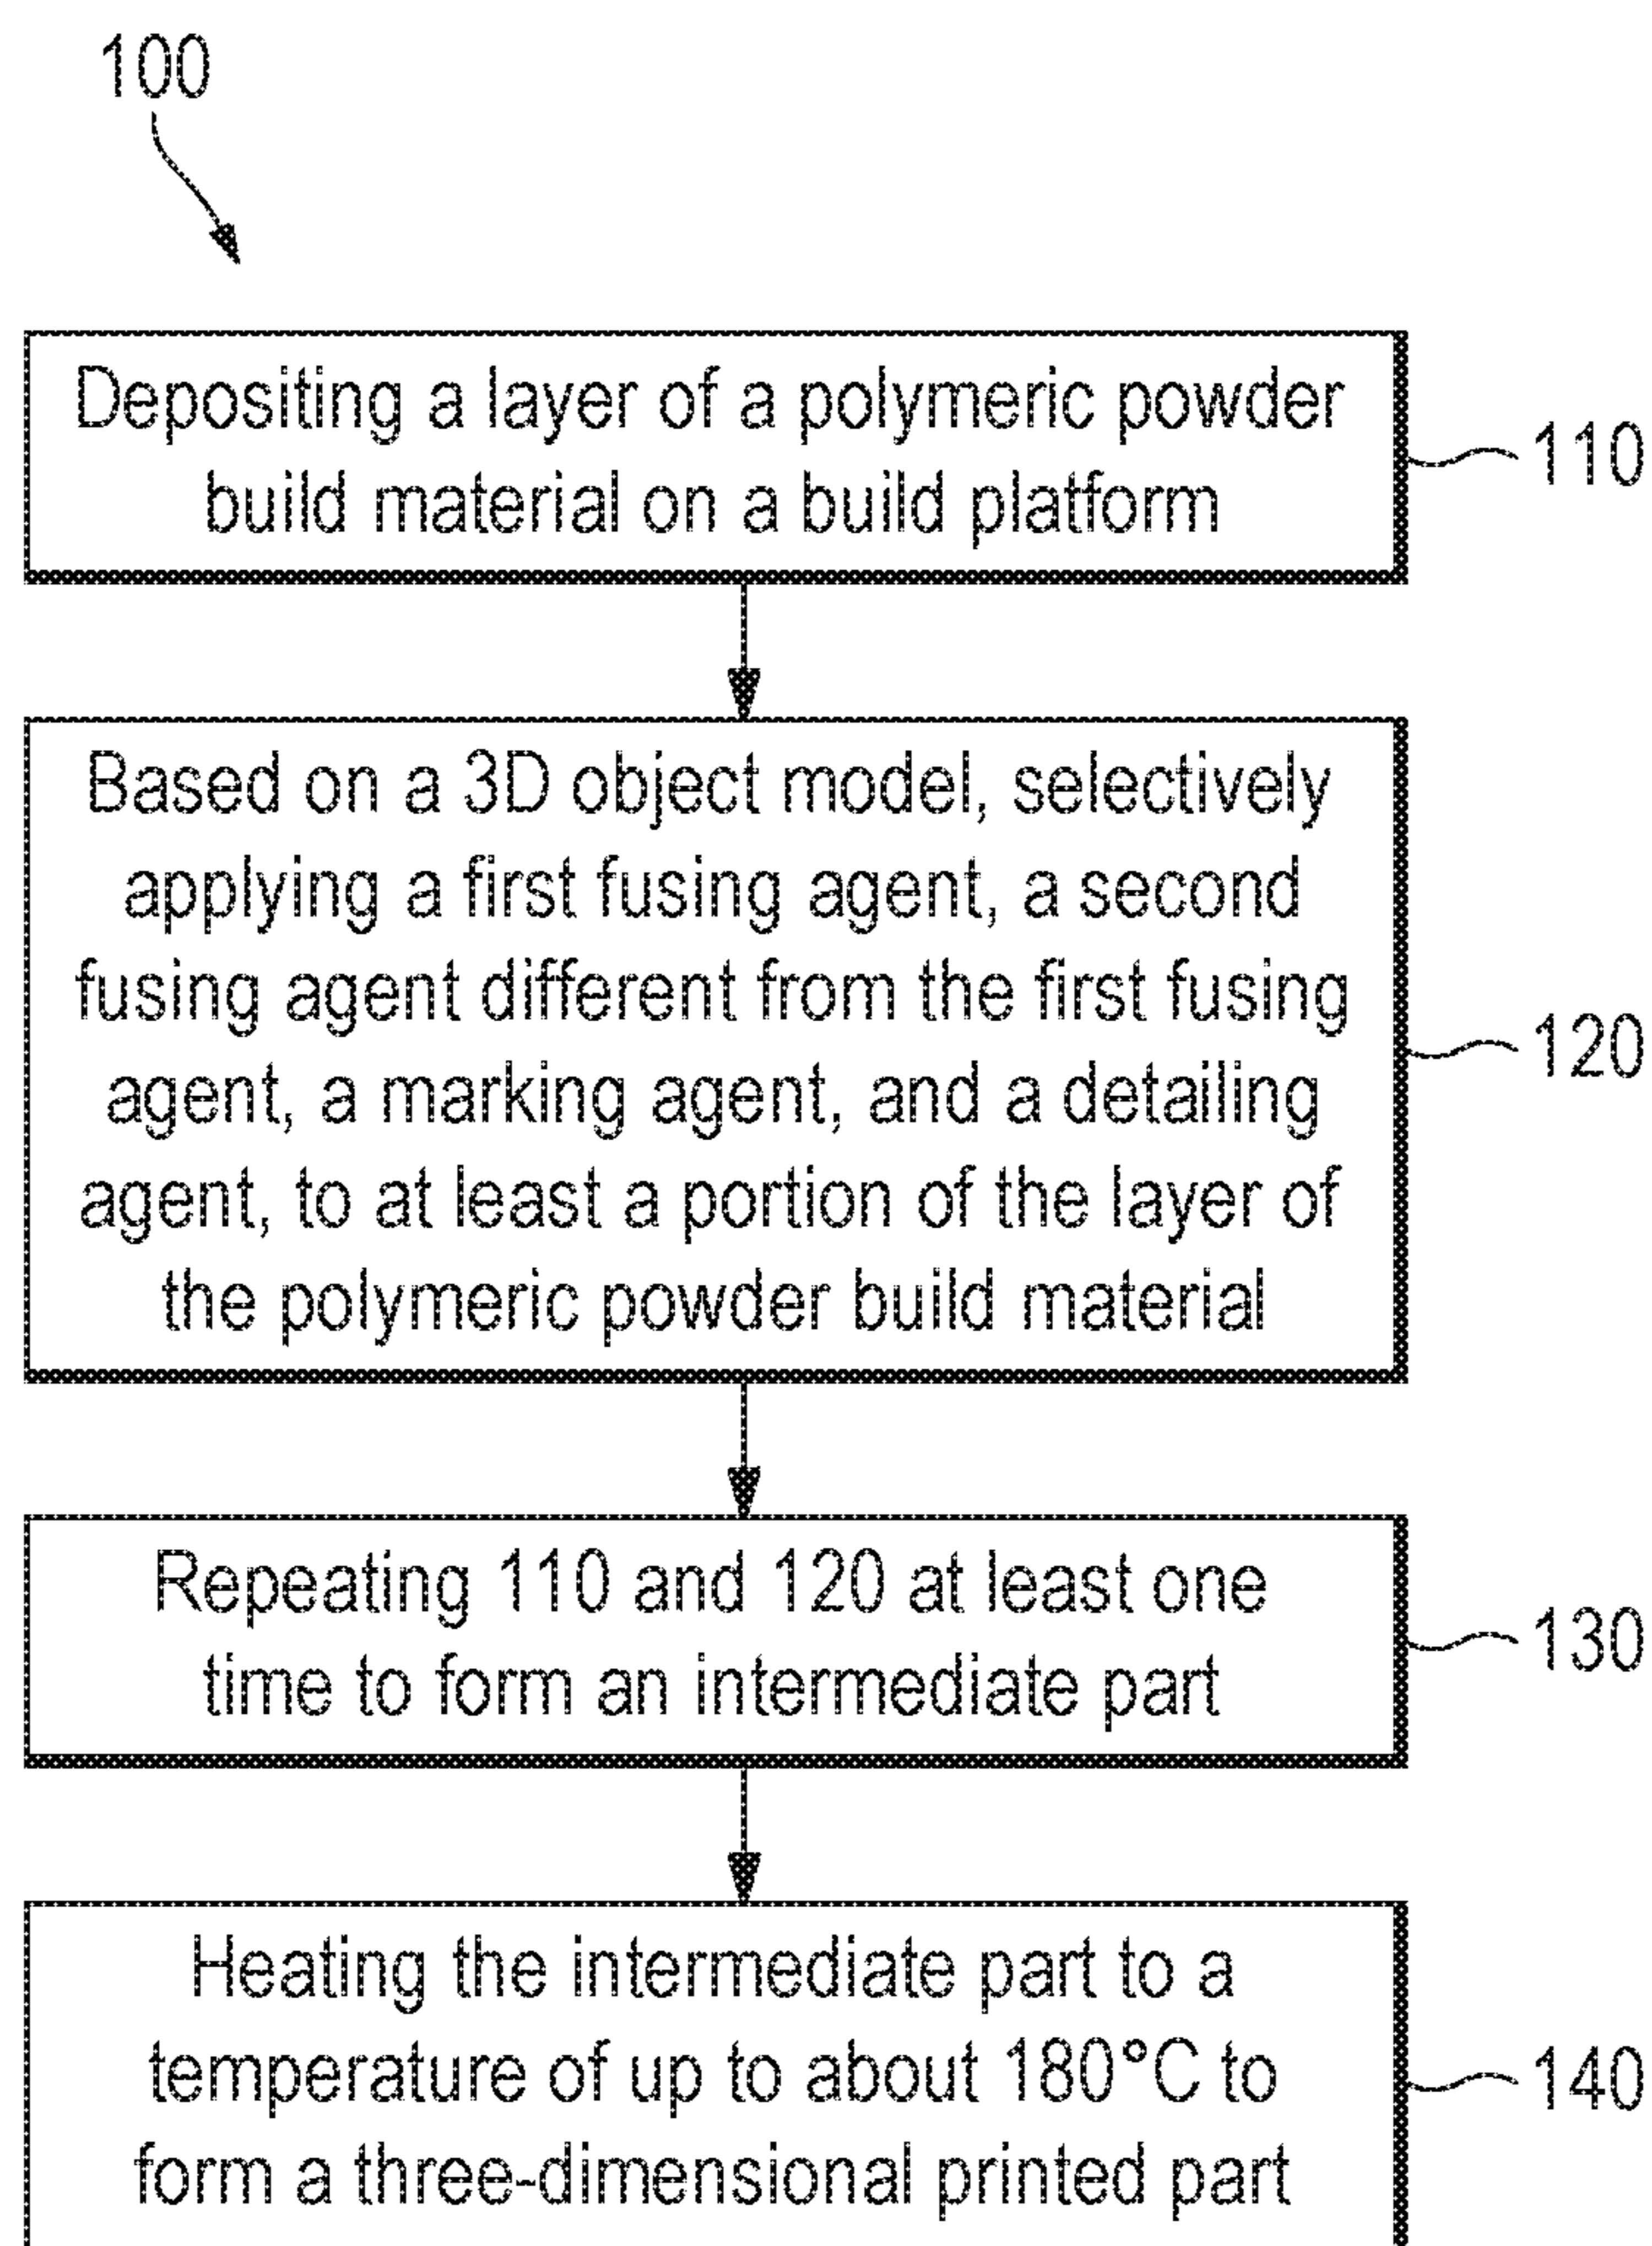 100
Depositing a layer of a polymeric powder
build material on a build platform
110
Based on a 3D object model, selectively
applying a first fusing agent, a second
fusing agent different from the first fusing
agent, a marking agent, and a detailing
agent, to at least a portion of the layer of
the polymeric powder build material
120
Repeating 110 and 120 at least one
time to form an intermediate part
130
Heating the intermediate part to a
temperature of up to about 180°C to
form a three-dimensional printed part
140